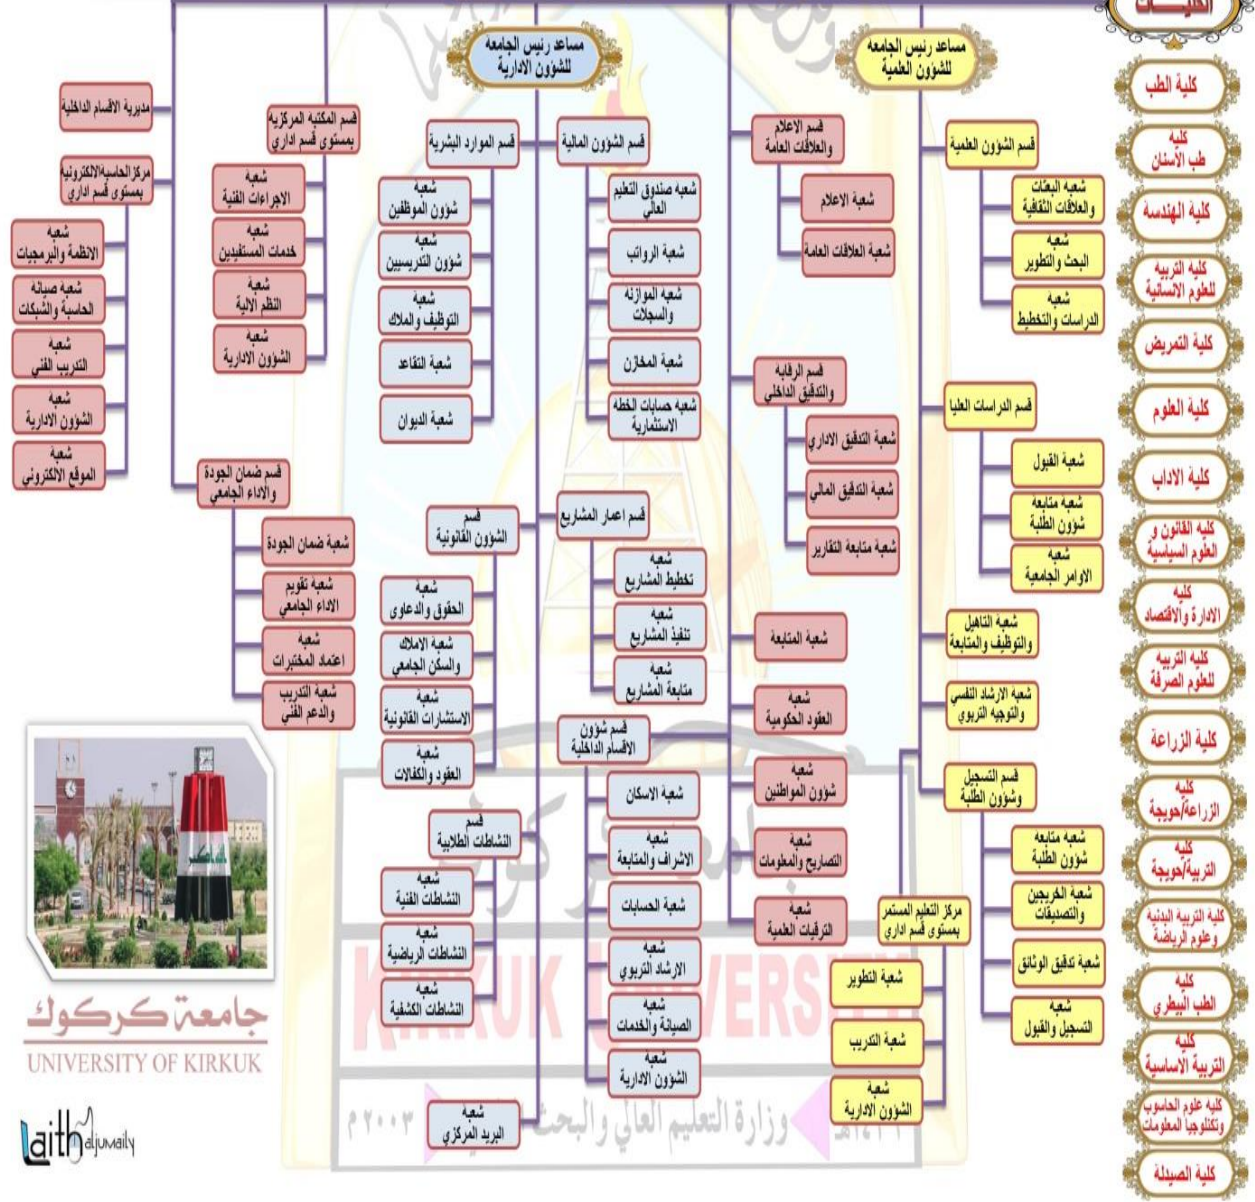 الكليات
كلية الطب
كلية
طب الأسنان
كلية الهندسة
كلية التربية
للعلوم الانسانية
كلية التمريض
كلية العلوم
كلية الاداب
كلية القانون و
العلوم السياسية
كلية
الادارة والاقتصاد
كلية التربية
للعلوم الصرفة
كلية الزراعة
كلية
الزراعة/حويجة
كلية
التربية/حويجة
كلية التربية البدنية
وعلوم الرياضة
كلية
الطب البيطري
كلية
التربية الاساسية
كلية علوم الحاسوب
وتكنلوجيا المعلومات
كلية الصيدلة
مساعد رئيس الجامعة
للشؤون العلمية
قسم الشؤون العلمية
شعبة البعثات
والعلاقات الثقافية
شعبة
البحث والتطوير
شعبة
الدراسات والتخطيط
قسم الدراسات العليا
شعبة القبول
شعبة متابعة
شؤون الطلبة
شعبة
الاوامر الجامعية
شعبة التاهيل
والتوظيف والمتابعة
شعبة الارشاد النفسي
والتوجيه التربوي
قسم التسجيل
وشؤون الطلبة
شعبة متابعة
شؤون الطلبة
شعبة الخريجين
والتصديقات
شعبة تدقيق الوثائق
شعبة
التسجيل والقبول
مركز التعليم المستمر
بمستوى قسم اداري
شعبة التطوير
شعبة التدريب
شعبة
الشؤون الادارية
قسم الاعلام
والعلاقات العامة
شعبة الاعلام
شعبة العلاقات العامة
قسم الرقابة
والتدقيق الداخلي
شعبة التدقيق الاداري
شعبة التدقيق المالي
شعبة متابعة التقارير
شعبة المتابعة
شعبة
العقود الحكومية
شعبة
شؤون المواطنين
شعبة
التصاريح والمعلومات
شعبة
الترقيات العلمية
مساعد رئيس الجامعة
للشؤون الادارية
قسم الشؤون المالية
شعبة صندوق التعليم
العالي
شعبة الرواتب
شعبة الموازنة
والسجلات
شعبة المخازن
شعبة حسابات الخطة
الاستثمارية
قسم اعمار المشاريع
شعبة
تخطيط المشاريع
شعبة
تنفيذ المشاريع
شعبة
متابعة المشاريع
قسم شؤون
الاقسام الداخلية
شعبة الاسكان
شعبة
الاشراف والمتابعة
شعبة الحسابات
شعبة
الارشاد التربوي
شعبة
الصيانة والخدمات
شعبة
الشؤون الادارية
قسم الموارد البشرية
شعبة
شؤون الموظفين
شعبة
شؤون التدريسيين
شعبة
التوظيف والملاك
شعبة التقاعد
شعبة الديوان
قسم
الشؤون القانونية
شعبة
الحقوق والدعاوى
شعبة الاملاك
والسكن الجامعي
شعبة
الاستشارات القانونية
شعبة
العقود والكفالات
قسم
النشاطات الطلابية
شعبة
النشاطات الفنية
شعبة
النشاطات الرياضية
شعبة
النشاطات الكشفية
شعبة
البريد المركزي
قسم المكتبة المركزية
بمستوى قسم اداري
شعبة
الاجراءات الفنية
شعبة
خدمات المستفيدين
شعبة
النظم الالية
شعبة
الشؤون الادارية
مديرية الاقسام الداخلية
مركز الحاسبة الالكترونية
بمستوى قسم اداري
شعبة
الانظمة والبرمجيات
شعبة صيانة
الحاسبة والشبكات
شعبة
التدريب الفني
شعبة
الشؤون الادارية
شعبة
الموقع الالكتروني
قسم ضمان الجودة
والاداء الجامعي
شعبة ضمان الجودة
شعبة تقويم
الاداء الجامعي
شعبة
اعتماد المختبرات
شعبة التدريب
والدعم الفني
KIRKUK UNIVERSITY
وزارة التعليم العالي والبحث
٢٠٠٣ م
جامعة كركوك
UNIVERSITY OF KIRKUK
Laith aljumaily